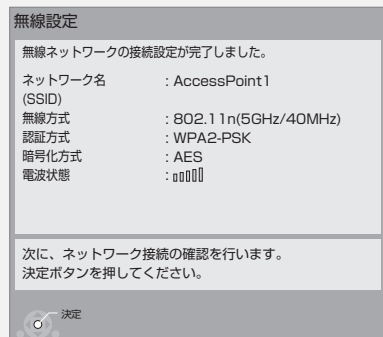 無線設定
無線ネットワークの接続設定が完了しました。
ネットワーク名 : AccessPoint1
(SSID)
無線方式 : 802.11n(5GHz/40MHz)
認証方式 : WPA2-PSK
暗号化方式 : AES
電波状態 :
次に、ネットワーク接続の確認を行います。
決定ボタンを押してください。
決定